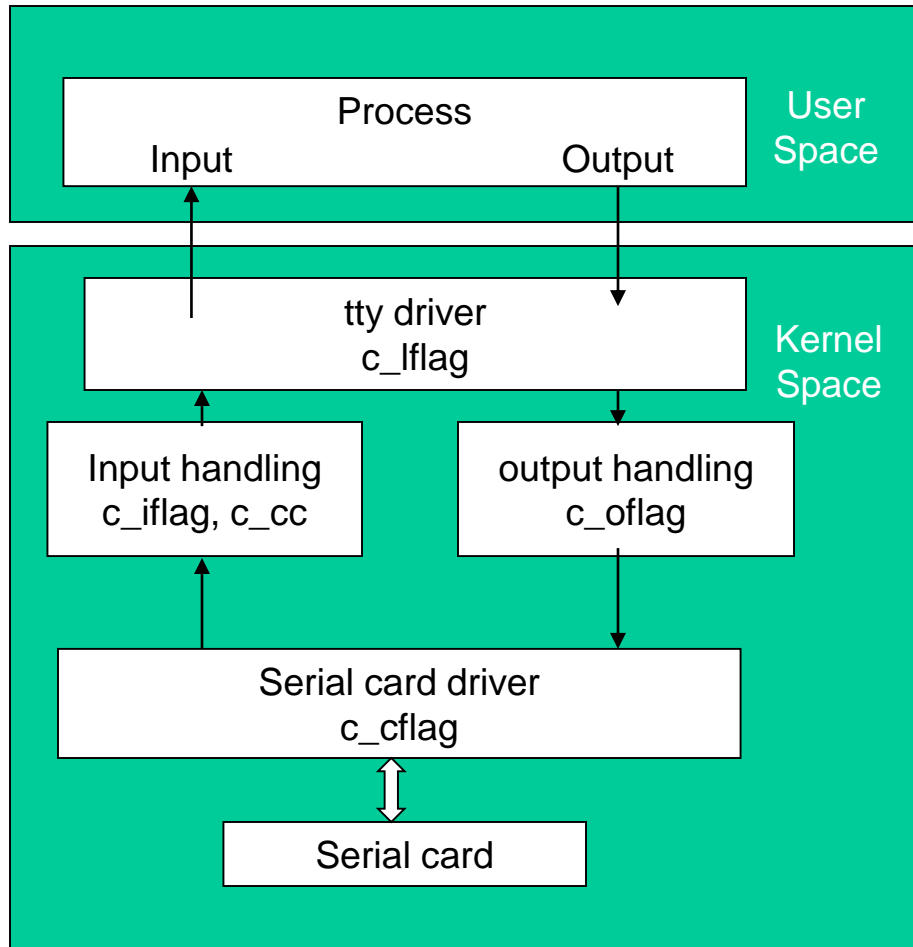 Process
Input
Output
User
Space
tty driver
c_lflag
Kernel
Space
Input handling
c_iflag, c_cc
output handling
c_oflag
Serial card driver
c_cflag
Serial card